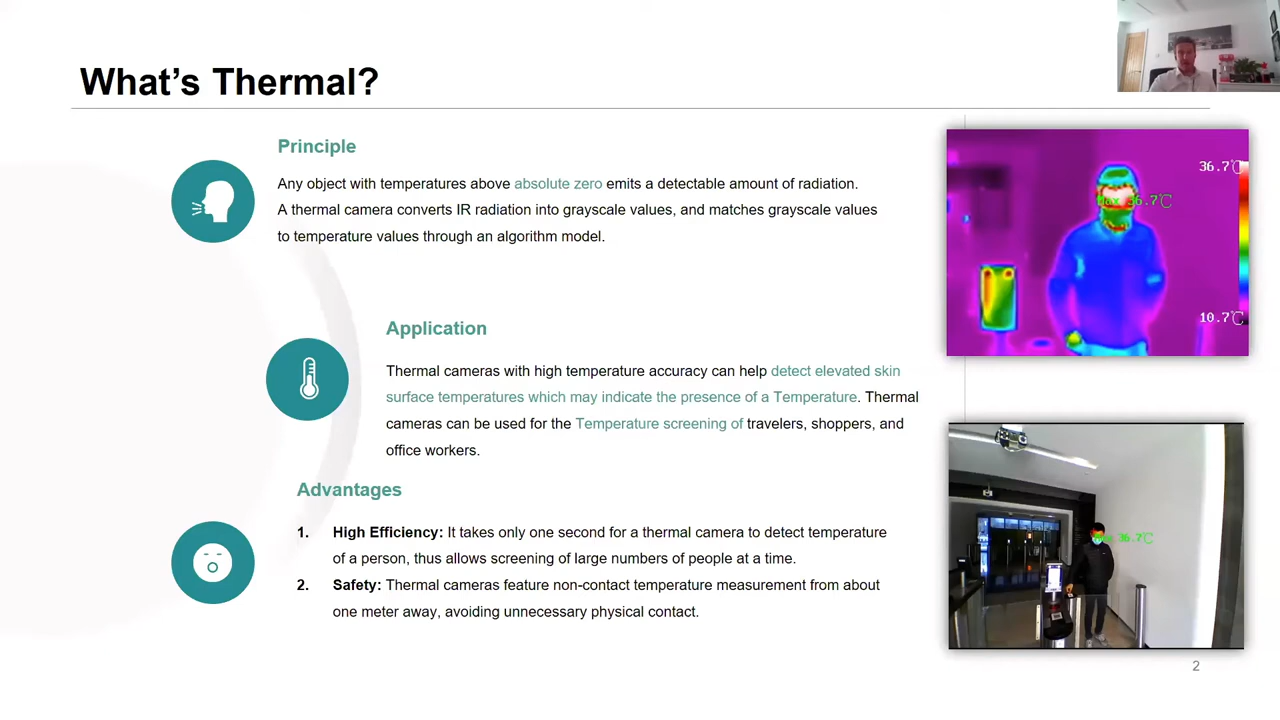 What's Thermal?
Principle
Any object with temperatures above absolute zero emits a detectable amount of radiation.
A thermal camera converts IR radiation into grayscale values, and matches grayscale values
to temperature values through an algorithm model.
36.7℃
Max 36.7℃
10.7℃
Application
Thermal cameras with high temperature accuracy can help detect elevated skin
surface temperatures which may indicate the presence of a Temperature. Thermal
cameras can be used for the Temperature screening of travelers, shoppers, and
office workers.
Advantages
1. High Efficiency: It takes only one second for a thermal camera to detect temperature
of a person, thus allows screening of large numbers of people at a time.
2. Safety: Thermal cameras feature non-contact temperature measurement from about
one meter away, avoiding unnecessary physical contact.
Max 36.7℃
2